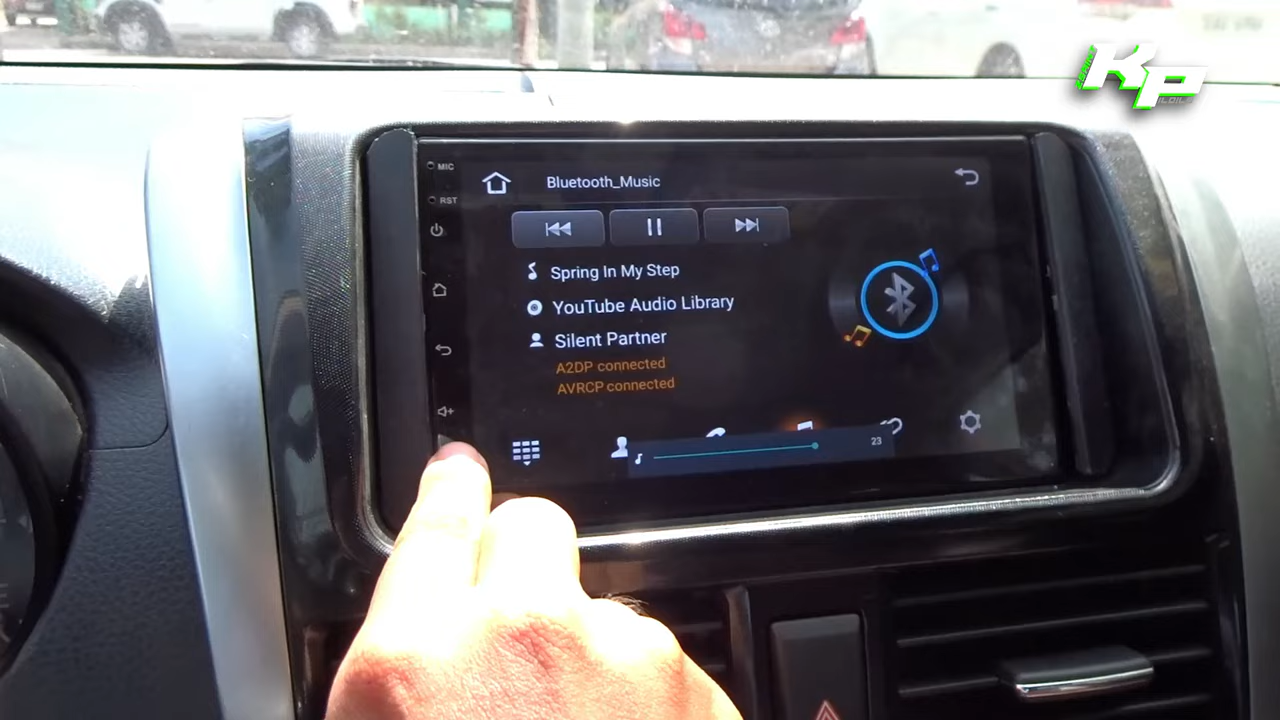 KP
MIC
RST
Bluetooth_Music
Spring In My Step
YouTube Audio Library
Silent Partner
A2DP connected
AVRCP connected
23